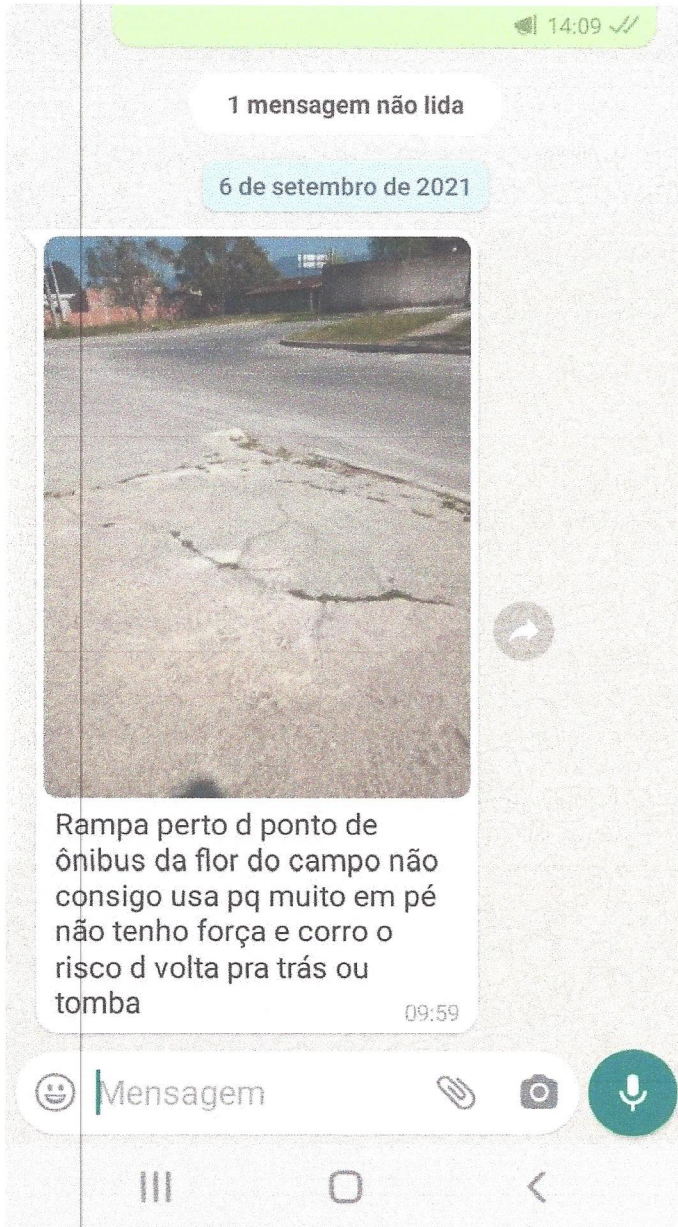 14:09
1 mensagem não lida
6 de setembro de 2021
Rampa perto d ponto de
ônibus da flor do campo não
consigo usa pq muito em pé
não tenho força e corro o
risco d volta pra trás ou
tomba
09:59
Mensagem